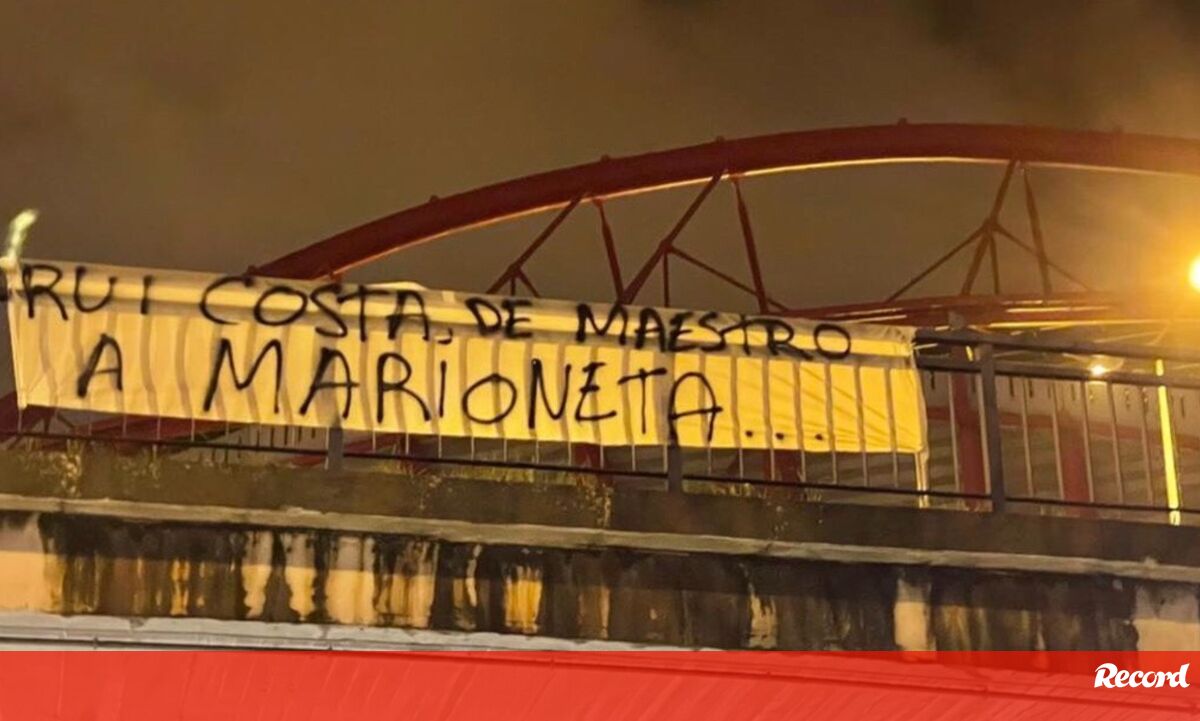 RUI COSTA, DE MAESTRO
A MARIONETA...
Record